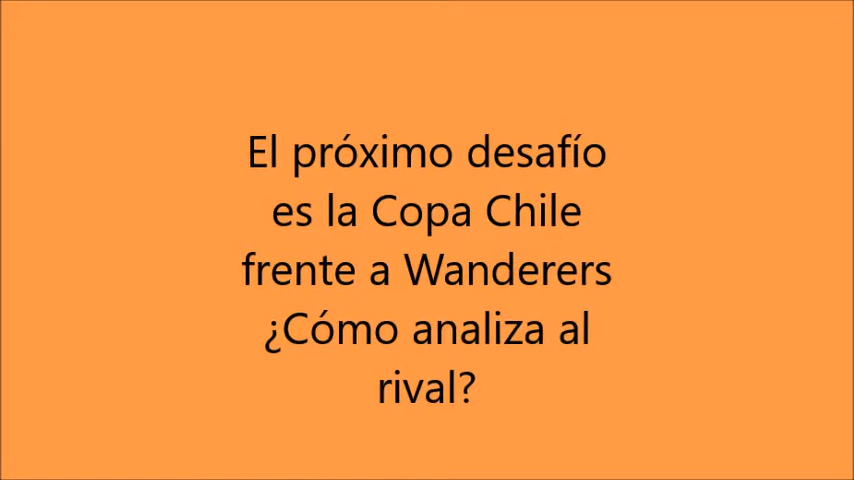 El próximo desafío
es la Copa Chile
frente a Wanderers
¿Cómo analiza al
rival?